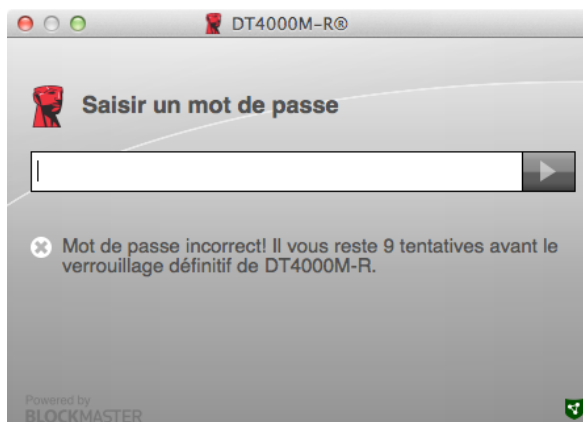 DT4000M-R®
Saisir un mot de passe
Mot de passe incorrect! Il vous reste 9 tentatives avant le
verrouillage définitif de DT4000M-R.
Powered by
BLOCKMASTER